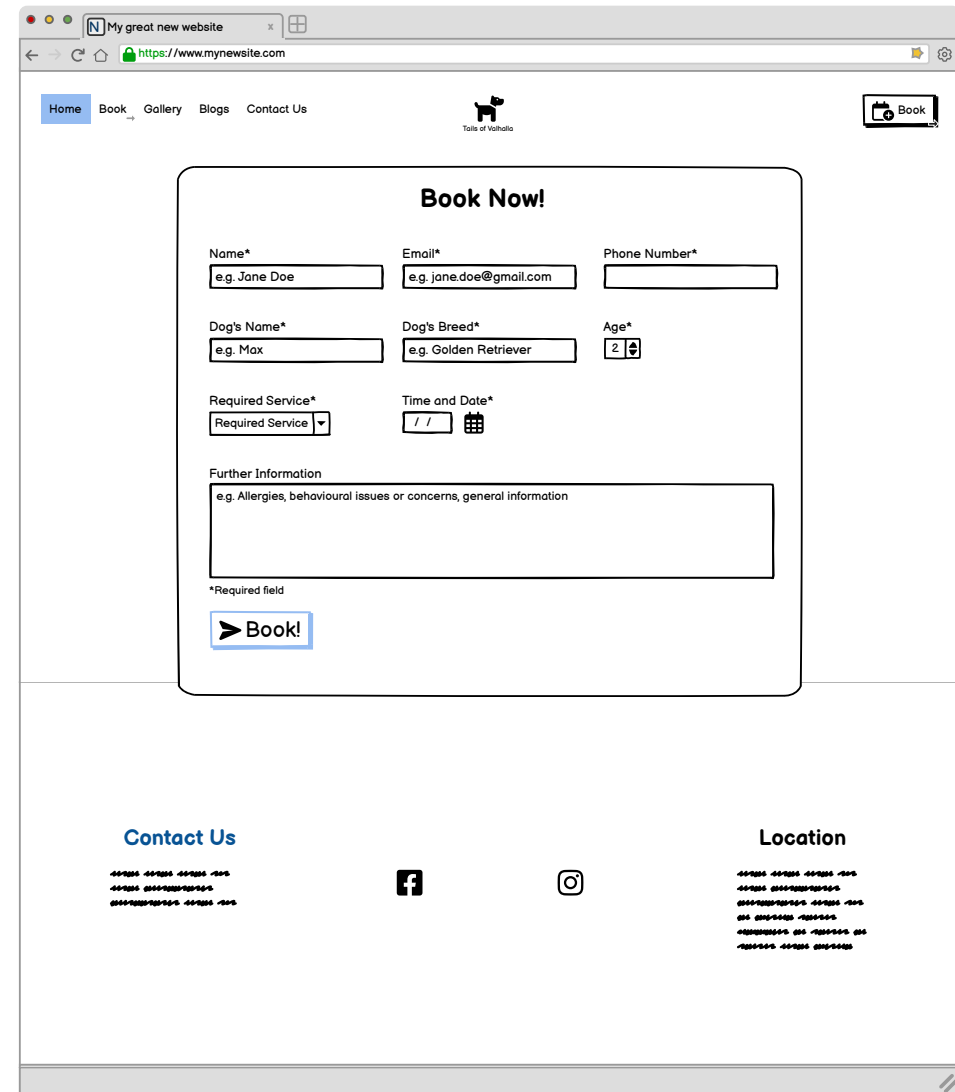 N My great new website x
https://www.mynewsite.com
Home Book Gallery Blogs Contact Us
Tails of Valhalla
Book
Book Now!
Name* Email* Phone Number*
e.g. Jane Doe e.g. jane.doe@gmail.com
Dog's Name* Dog's Breed* Age*
e.g. Max e.g. Golden Retriever 2
Required Service* Time and Date*
Required Service / /
Further Information
e.g. Allergies, behavioural issues or concerns, general information
*Required field
Book!
Contact Us Location